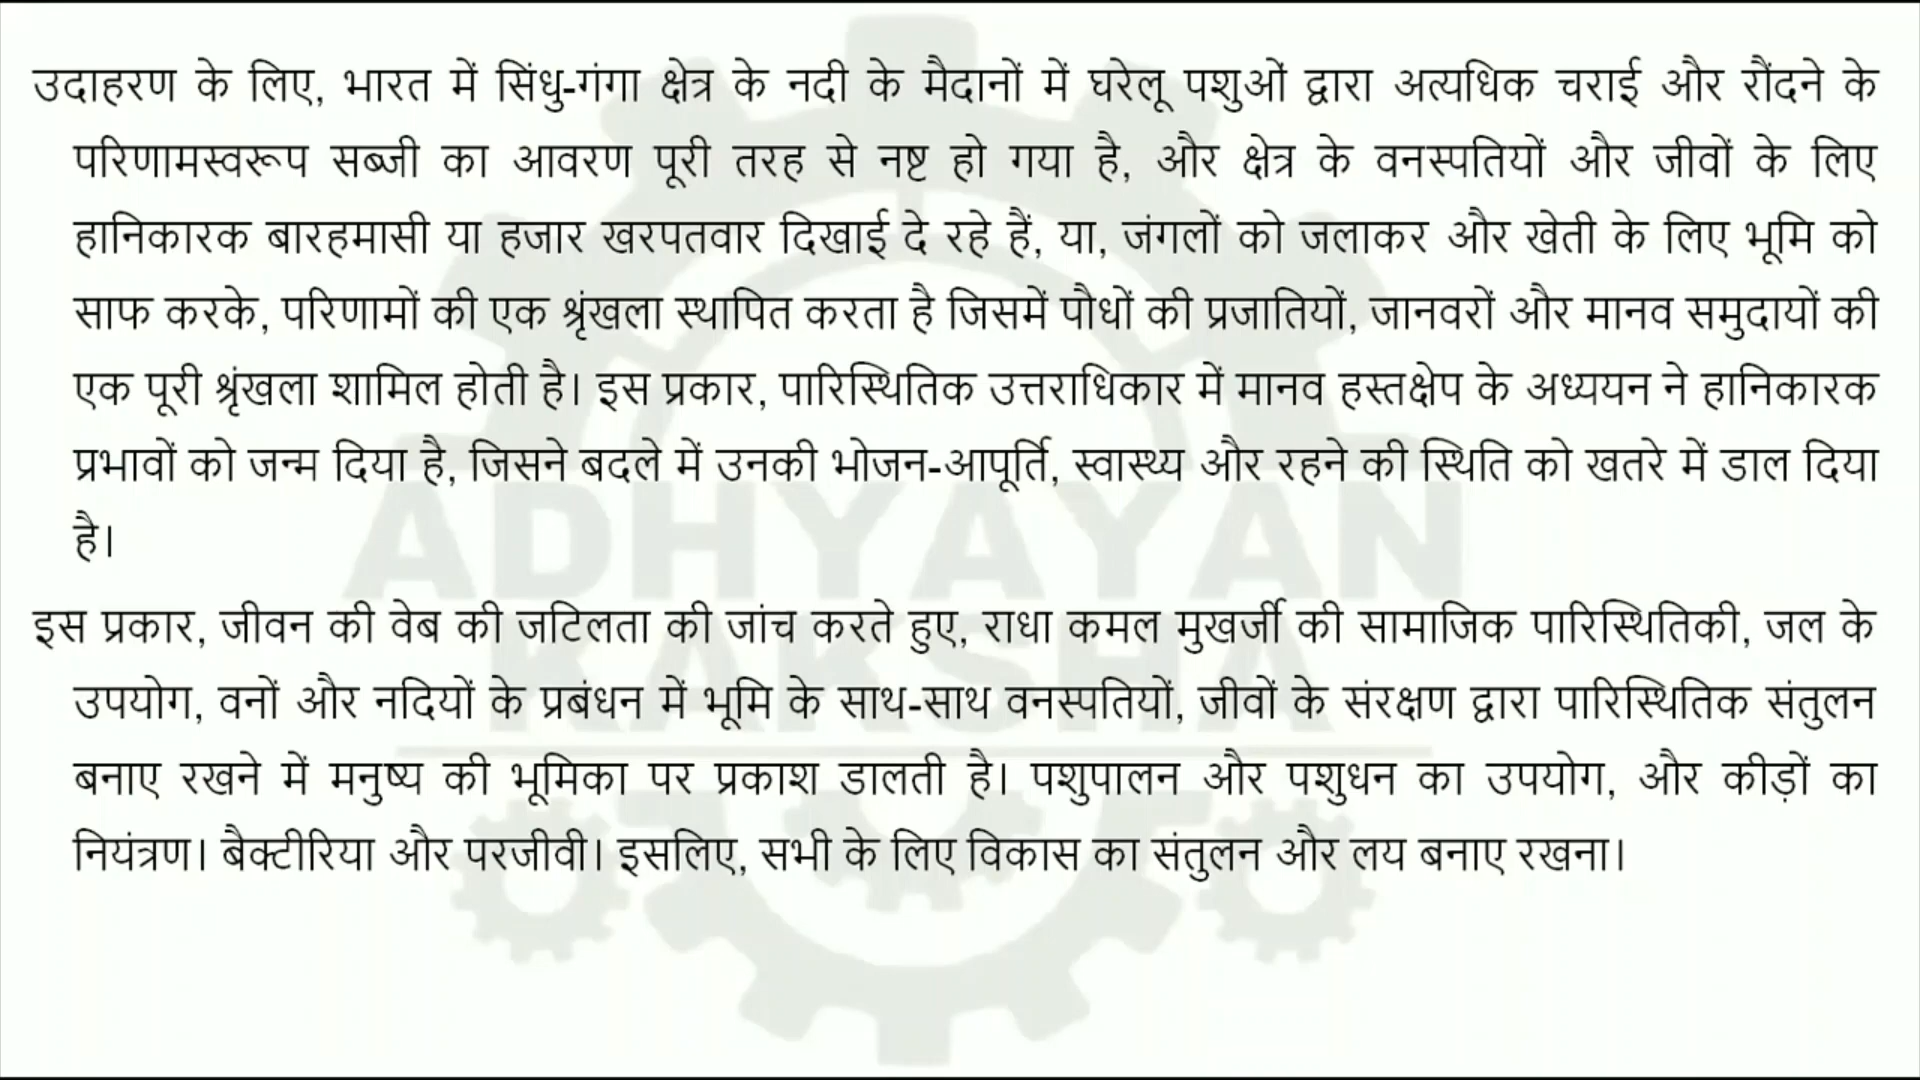 उदाहरण के लिए, भारत में सिंधु-गंगा क्षेत्र के नदी के मैदानों में घरेलू पशुओं द्वारा अत्यधिक चराई और रौंदने के
परिणामस्वरूप सब्जी का आवरण पूरी तरह से नष्ट हो गया है, और क्षेत्र के वनस्पतियों और जीवों के लिए
हानिकारक बारहमासी या हजार खरपतवार दिखाई दे रहे हैं, या, जंगलों को जलाकर और खेती के लिए भूमि को
साफ करके, परिणामों की एक श्रृंखला स्थापित करता है जिसमें पौधों की प्रजातियों, जानवरों और मानव समुदायों की
एक पूरी श्रृंखला शामिल होती है। इस प्रकार, पारिस्थितिक उत्तराधिकार में मानव हस्तक्षेप के अध्ययन ने हानिकारक
प्रभावों को जन्म दिया है, जिसने बदले में उनकी भोजन-आपूर्ति, स्वास्थ्य और रहने की स्थिति को खतरे में डाल दिया
है।
ADHYAYAN
RAKSHA
इस प्रकार, जीवन की वेब की जटिलता की जांच करते हुए, राधा कमल मुखर्जी की सामाजिक पारिस्थितिकी, जल के
उपयोग, वनों और नदियों के प्रबंधन में भूमि के साथ-साथ वनस्पतियों, जीवों के संरक्षण द्वारा पारिस्थितिक संतुलन
बनाए रखने में मनुष्य की भूमिका पर प्रकाश डालती है। पशुपालन और पशुधन का उपयोग, और कीड़ों का
नियंत्रण। बैक्टीरिया और परजीवी। इसलिए, सभी के लिए विकास का संतुलन और लय बनाए रखना।